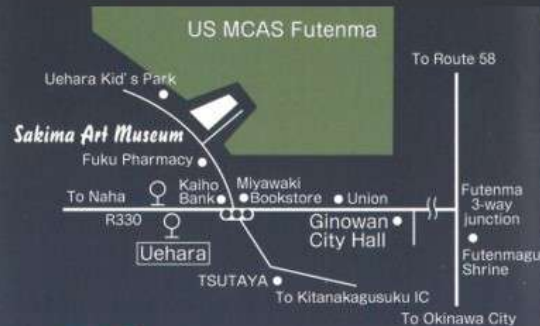 US MCAS Futenma
To Route 58
Uehara Kid's Park
Sakima Art Museum
Fuku Pharmacy
To Naha
Kaiho
Bank
Miyawaki
Bookstore
Union
Futenma
3-way
junction
R330
Ginowan
City Hall
Uehara
Futenmagu
Shrine
TSUTAYA
To Kitanakagusuku IC
To Okinawa City